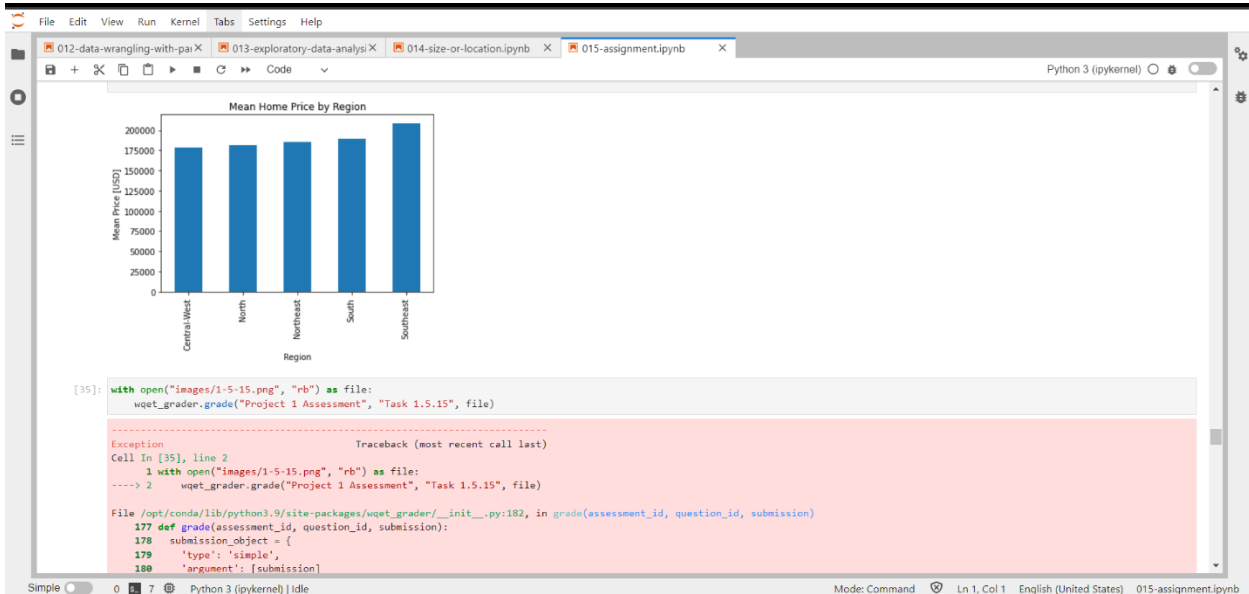 File Edit View Run Kernel Tabs Settings Help
012-data-wrangling-with-pa
013-exploratory-data-analysi
014-size-or-location.ipynb
015-assignment.ipynb
Code
Python 3 (ipykernel)
Mean Home Price by Region
200000
175000
150000
125000
100000
75000
50000
25000
0
Mean Price [USD]
Central-West
North
Northeast
South
Southeast
Region
[35]: with open("images/1-5-15.png", "rb") as file:
wqet_grader.grade("Project 1 Assessment", "Task 1.5.15", file)
---------------------------------------------------------------------------
Exception Traceback (most recent call last)
Cell In [35], line 2
1 with open("images/1-5-15.png", "rb") as file:
----> 2 wqet_grader.grade("Project 1 Assessment", "Task 1.5.15", file)
File /opt/conda/lib/python3.9/site-packages/wqet_grader/__init__.py:182, in grade(assessment_id, question_id, submission)
177 def grade(assessment_id, question_id, submission):
178 submission_object = {
179 'type': 'simple',
180 'argument': [submission]
Simple 0 7 Python 3 (ipykernel) | Idle Mode: Command Ln 1, Col 1 English (United States) 015-assignment.ipynb